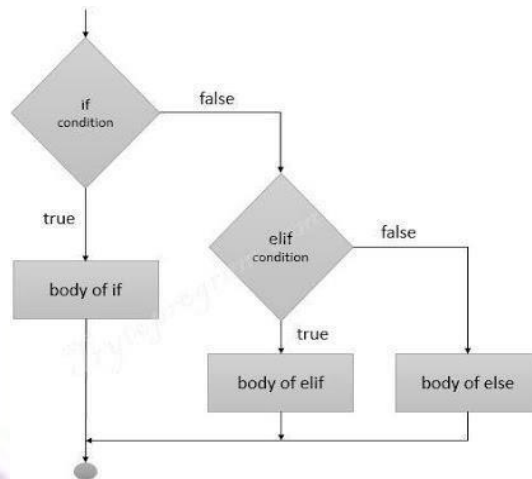 if
condition
false
true
elif
condition
false
body of if
true
body of elif
body of else